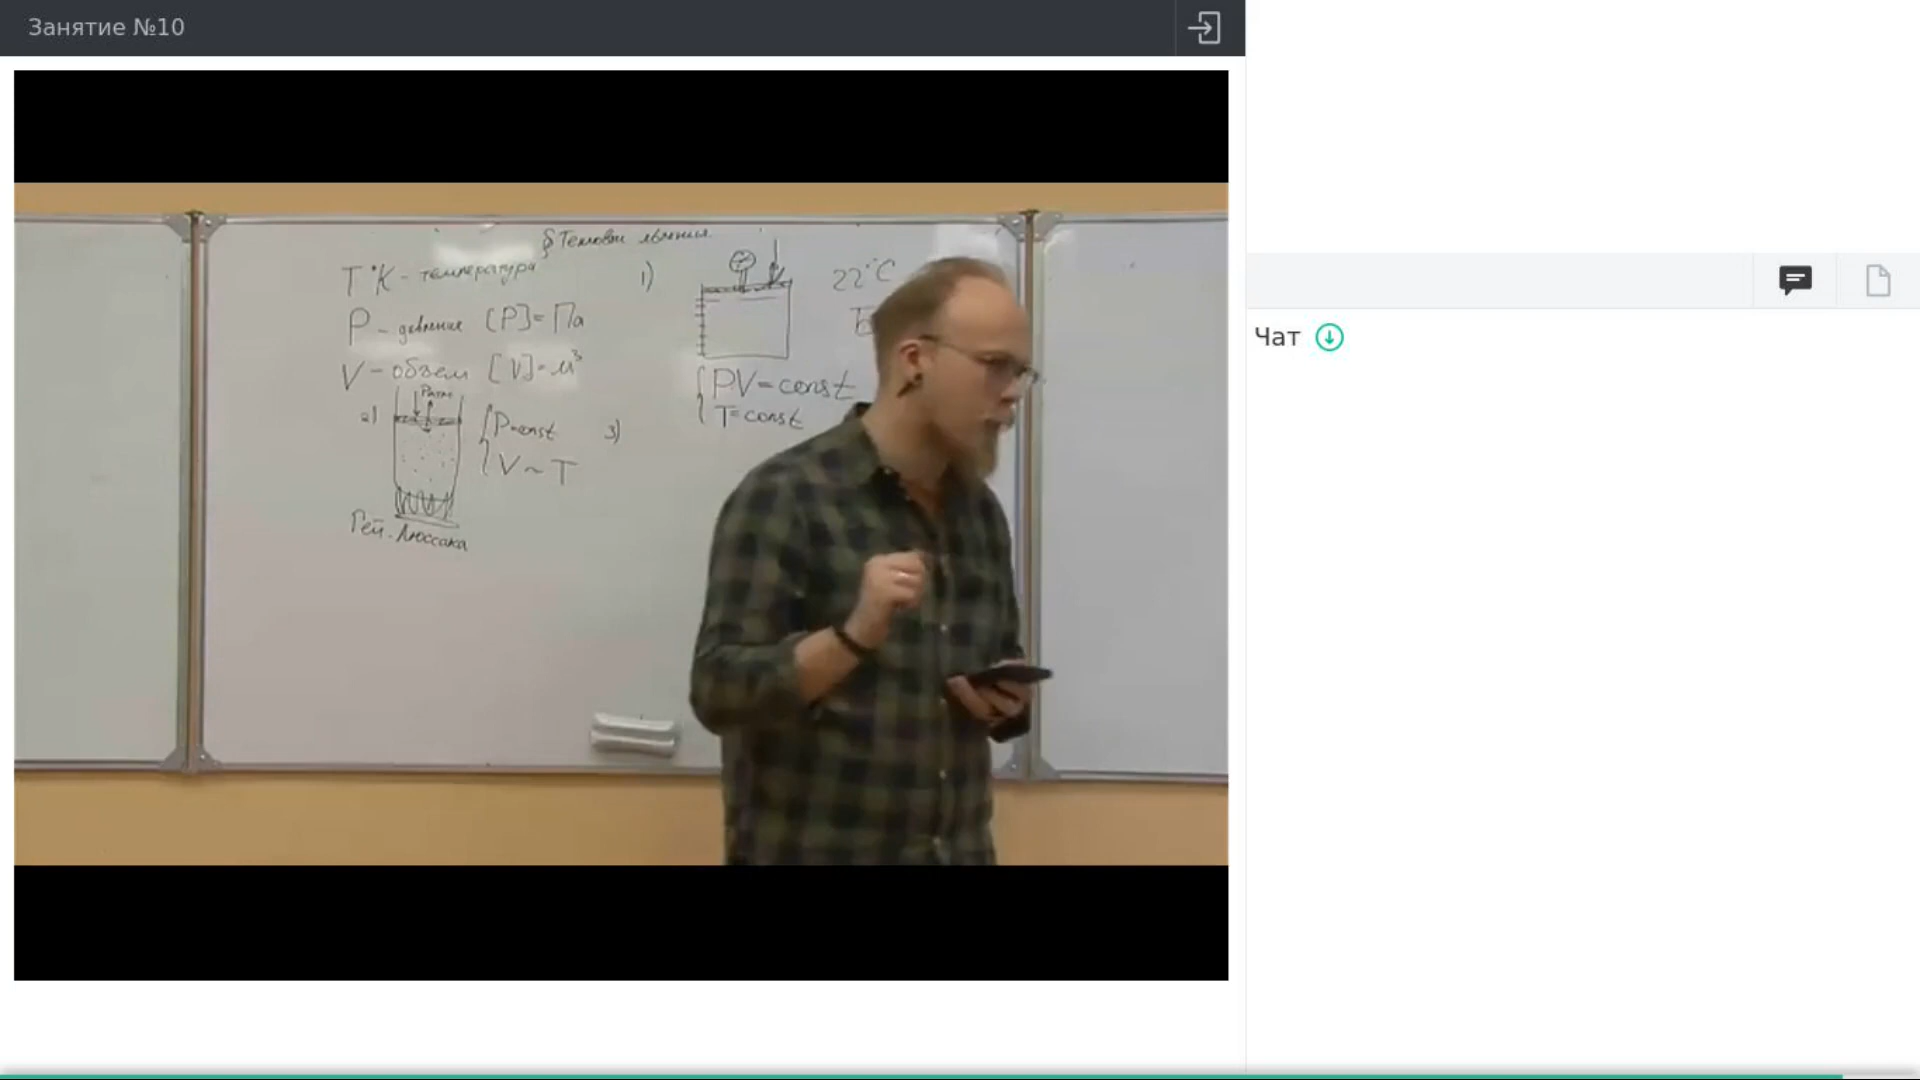 Занятие №10
§ Тепловые явления
T °K - температура
P - давление [P] = Па
V - объем [V] = м³
1)
22°C
Б
PV = const
T = const
2)
Pатм
P = const
V ~ T
3)
Гей-Люссака
Чат